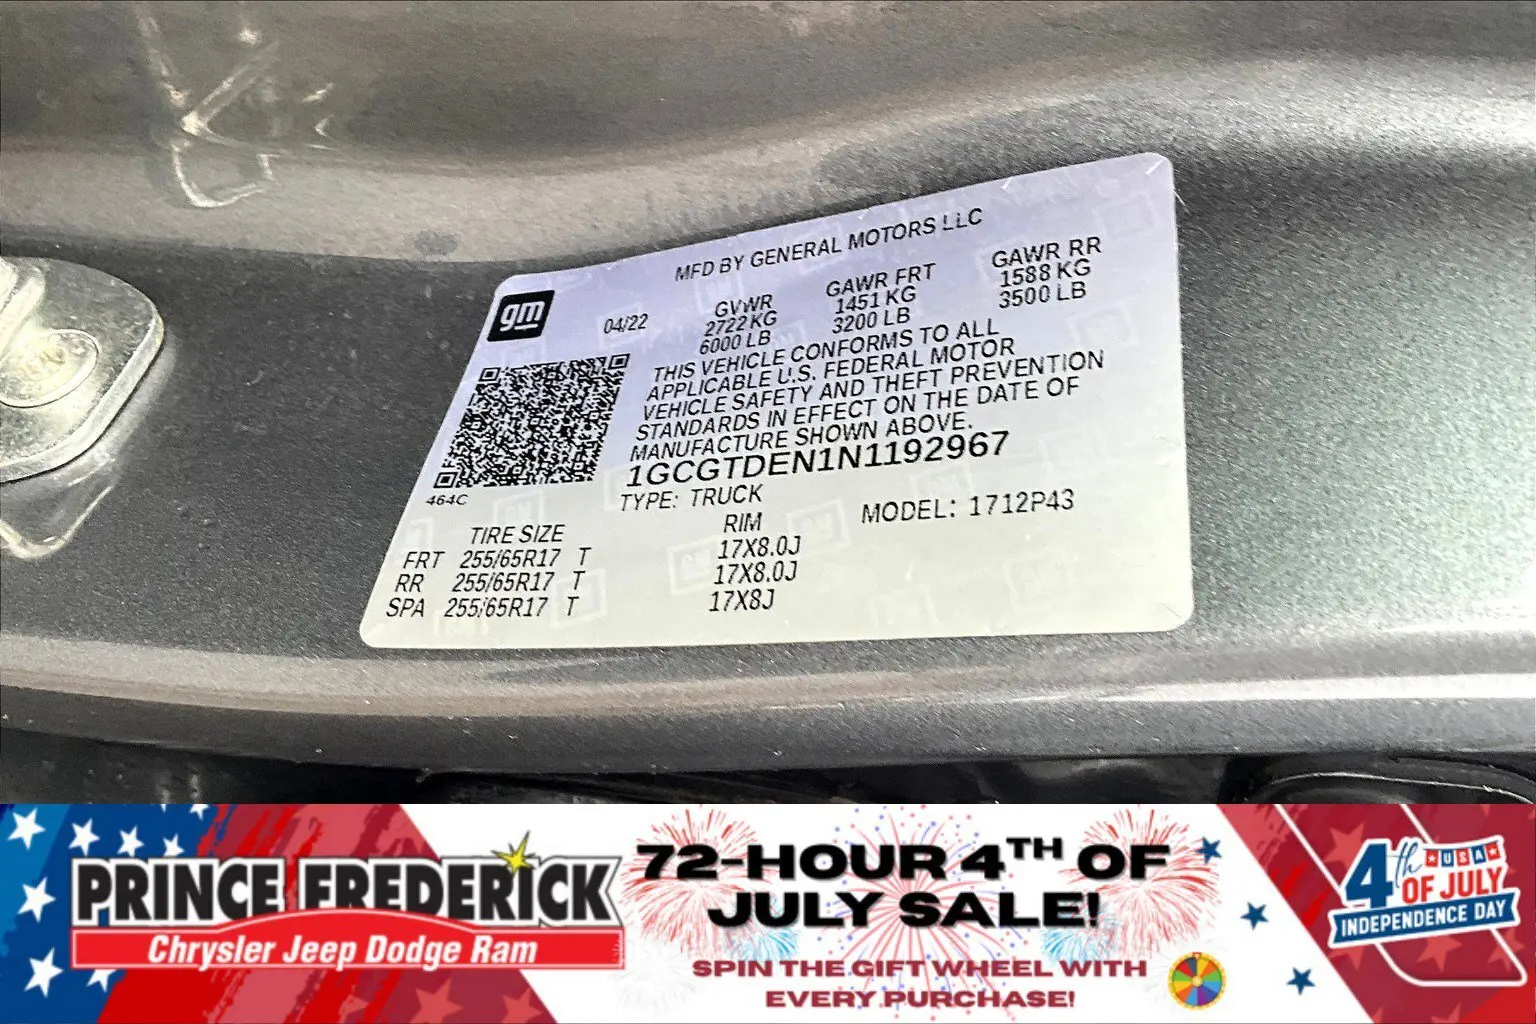 MFD BY GENERAL MOTORS LLC
gm
04/22
GVWR
2722 KG
6000 LB
GAWR FRT
1451 KG
3200 LB
GAWR RR
1588 KG
3500 LB
THIS VEHICLE CONFORMS TO ALL
APPLICABLE U.S. FEDERAL MOTOR
VEHICLE SAFETY AND THEFT PREVENTION
STANDARDS IN EFFECT ON THE DATE OF
MANUFACTURE SHOWN ABOVE.
1GCGTDEN1N1192967
464C
TYPE: TRUCK
MODEL: 1712P43
TIRE SIZE RIM
FRT 255/65R17 T 17X8.0J
RR 255/65R17 T 17X8.0J
SPA 255/65R17 T 17X8J
PRINCE FREDERICK
Chrysler Jeep Dodge Ram
72-HOUR 4TH OF
JULY SALE!
SPIN THE GIFT WHEEL WITH
EVERY PURCHASE!
4th USA
OF JULY
INDEPENDENCE DAY